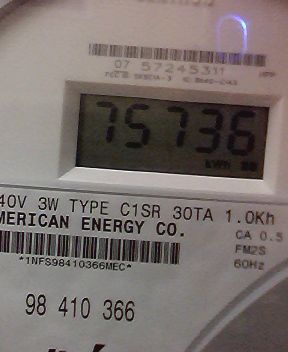 07 57245311
75736
kWh
40V 3W TYPE C1SR 30TA 1.0Kh
MERICAN ENERGY CO.
CA 0.5
FM2S
60Hz
*1NFS98410366MEC*
98 410 366